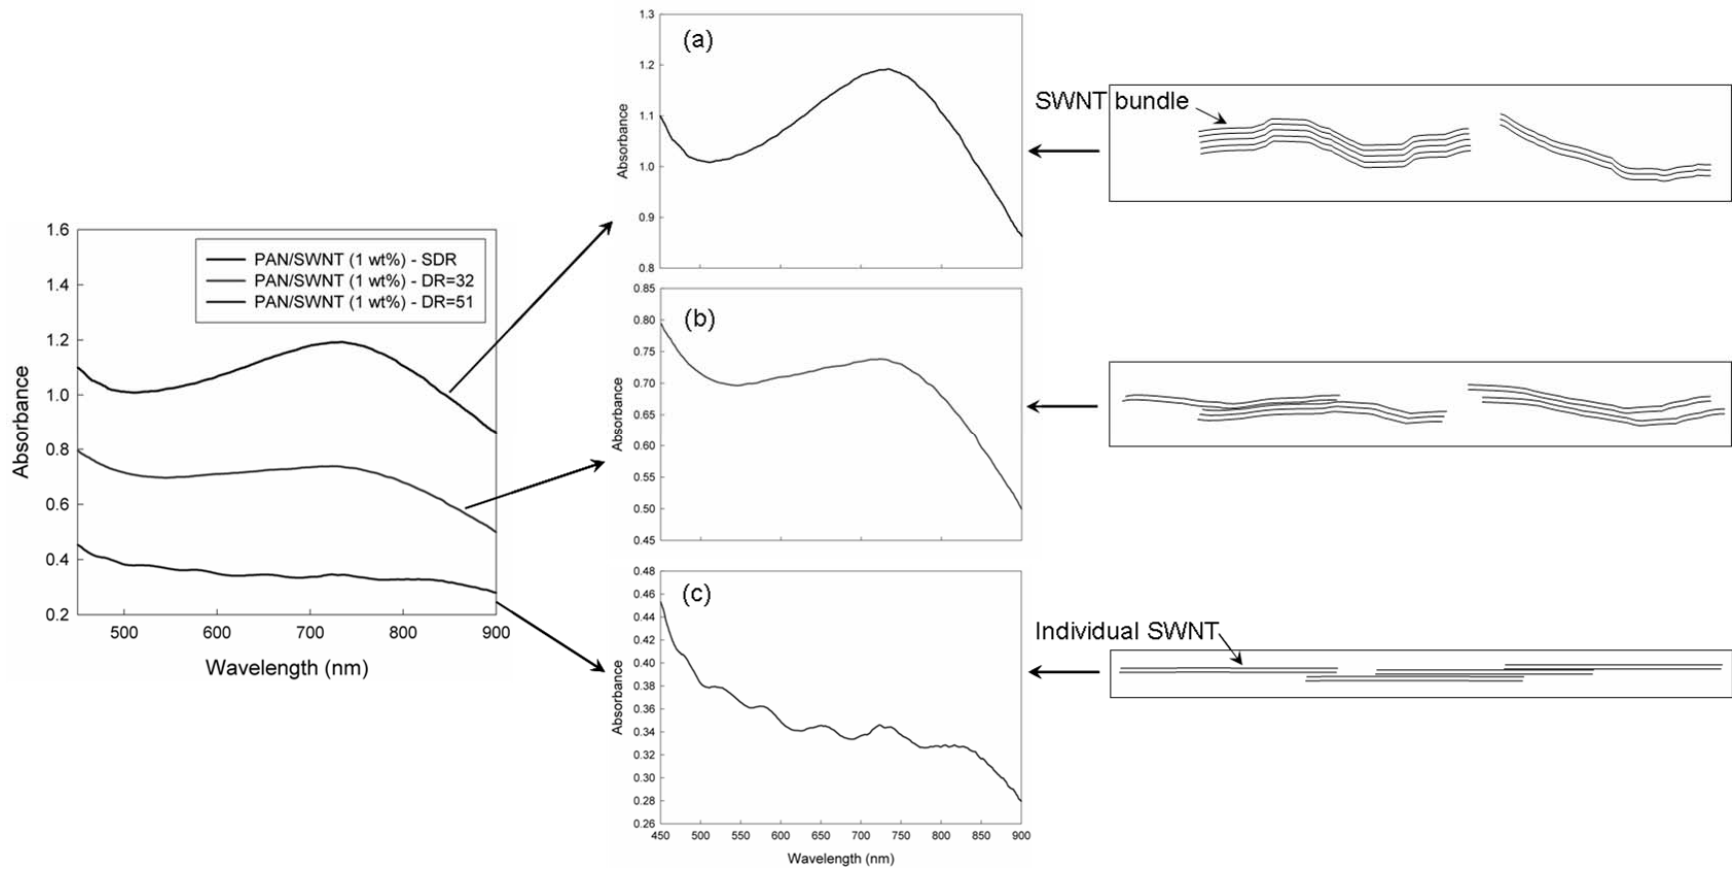 1.6
1.4
1.2
1.0
0.8
0.6
0.4
0.2
Absorbance
PAN/SWNT (1 wt%) - SDR
PAN/SWNT (1 wt%) - DR=32
PAN/SWNT (1 wt%) - DR=51
500 600 700 800 900
Wavelength (nm)
(a)
1.3
1.2
1.1
1.0
0.9
0.8
Absorbance
(b)
0.85
0.80
0.75
0.70
0.65
0.60
0.55
0.50
0.45
Absorbance
(c)
0.48
0.46
0.44
0.42
0.40
0.38
0.36
0.34
0.32
0.30
0.28
0.26
Absorbance
450 500 550 600 650 700 750 800 850 900
Wavelength (nm)
SWNT bundle
Individual SWNT